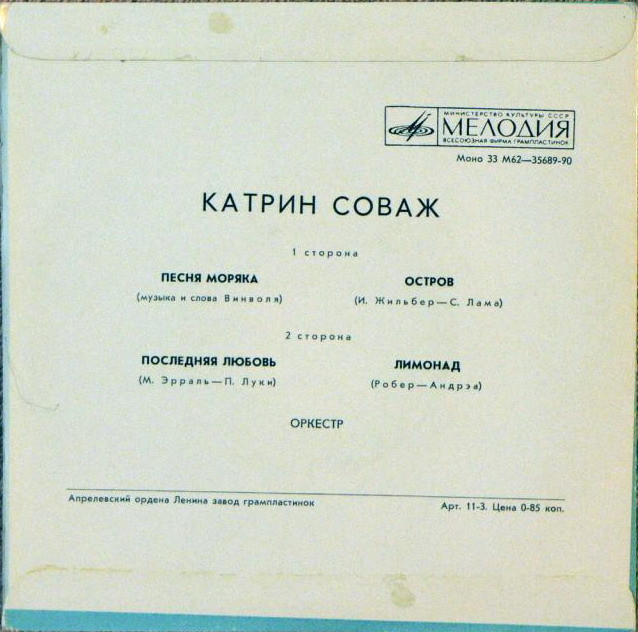 МИНИСТЕРСТВО КУЛЬТУРЫ СССР
МЕЛОДИЯ
ВСЕСОЮЗНАЯ ФИРМА ГРАМПЛАСТИНОК
Моно 33 М62—35689-90
КАТРИН СОВАЖ
1 сторона
ПЕСНЯ МОРЯКА
(музыка и слова Винволя)
ОСТРОВ
(И. Жильбер—С. Лама)
2 сторона
ПОСЛЕДНЯЯ ЛЮБОВЬ
(М. Эрраль—П. Луки)
ЛИМОНАД
(Робер—Андрэа)
ОРКЕСТР
Апрелевский ордена Ленина завод грампластинок
Арт. 11-3. Цена 0-85 коп.